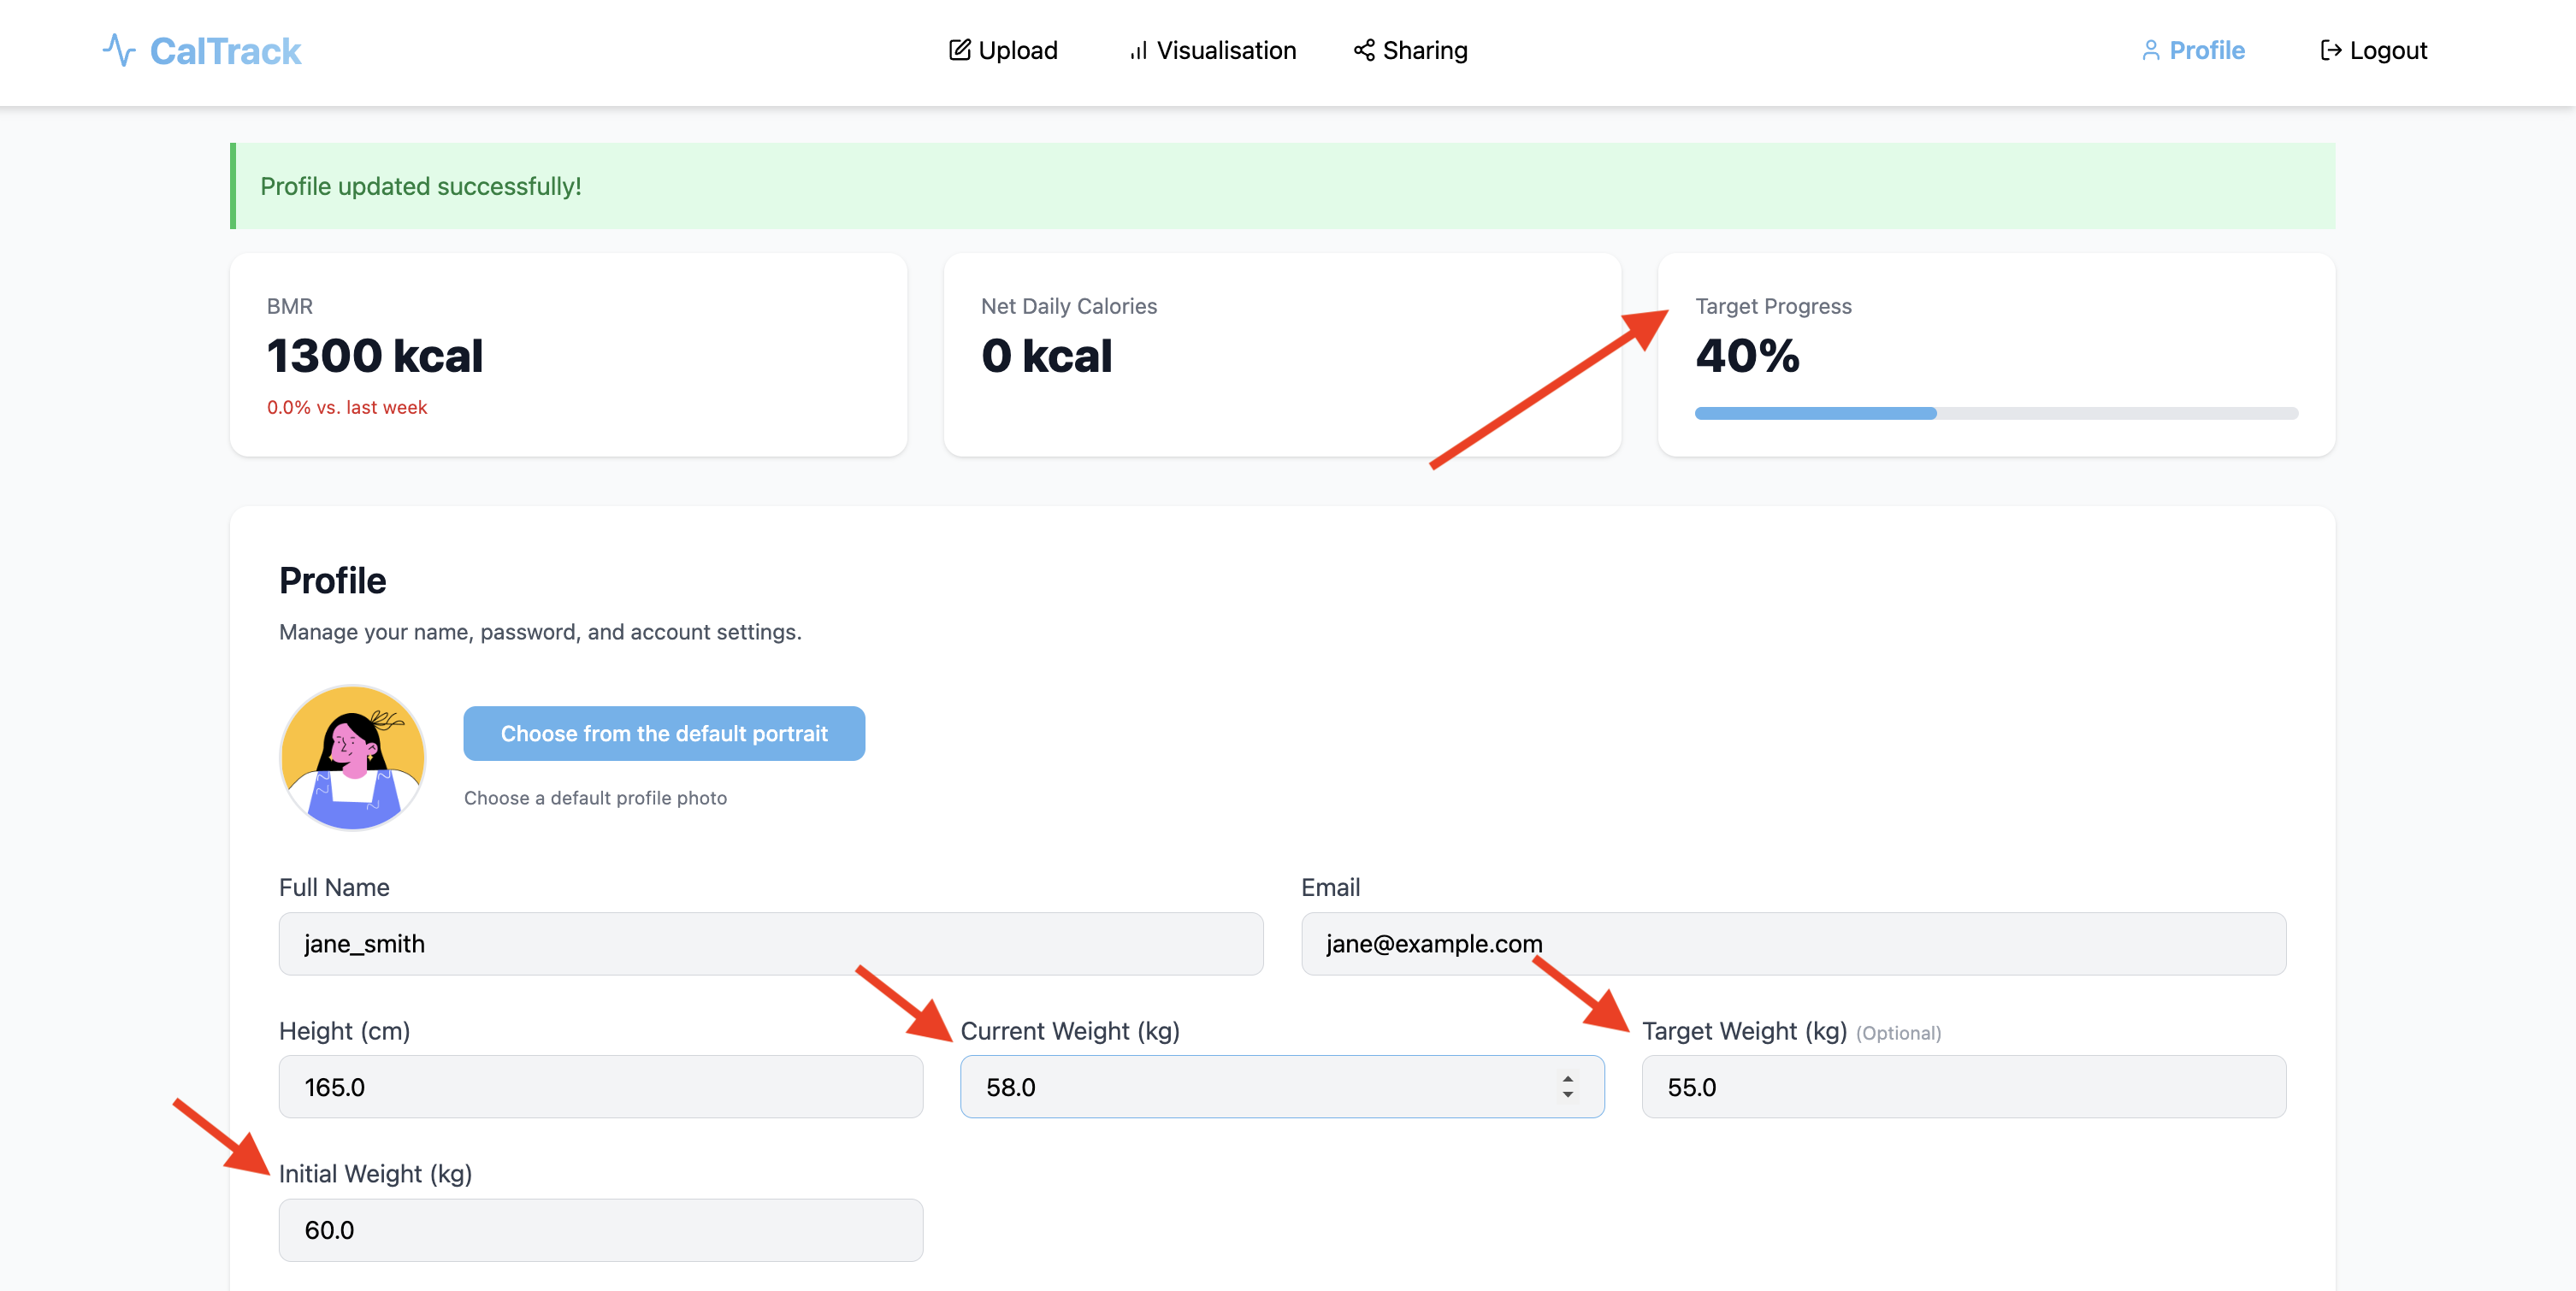 CalTrack
Upload
Visualisation
Sharing
Profile
Logout
Profile updated successfully!
BMR
1300 kcal
0.0% vs. last week
Net Daily Calories
0 kcal
Target Progress
40%
Profile
Manage your name, password, and account settings.
Choose from the default portrait
Choose a default profile photo
Full Name
jane_smith
Email
jane@example.com
Height (cm)
165.0
Current Weight (kg)
58.0
Target Weight (kg) (Optional)
55.0
Initial Weight (kg)
60.0